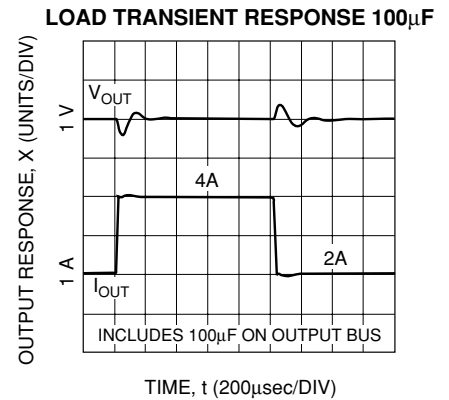 LOAD TRANSIENT RESPONSE 100μF
OUTPUT RESPONSE, X (UNITS/DIV)
1 V
1 A
VOUT
4A
2A
IOUT
INCLUDES 100μF ON OUTPUT BUS
TIME, t (200μsec/DIV)